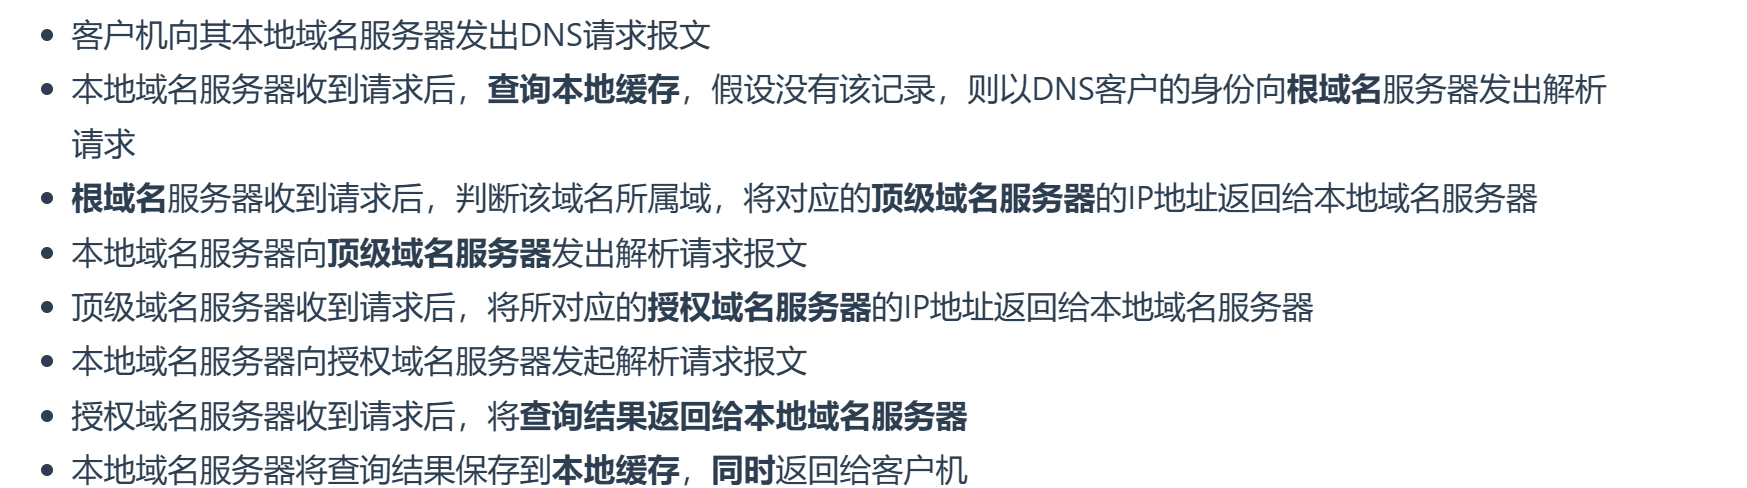 客户机向其本地域名服务器发出DNS请求报文
本地域名服务器收到请求后，查询本地缓存，假设没有该记录，则以DNS客户的身份向根域名服务器发出解析
请求
根域名服务器收到请求后，判断该域名所属域，将对应的顶级域名服务器的IP地址返回给本地域名服务器
本地域名服务器向顶级域名服务器发出解析请求报文
顶级域名服务器收到请求后，将所对应的授权域名服务器的IP地址返回给本地域名服务器
本地域名服务器向授权域名服务器发起解析请求报文
授权域名服务器收到请求后，将查询结果返回给本地域名服务器
本地域名服务器将查询结果保存到本地缓存，同时返回给客户机